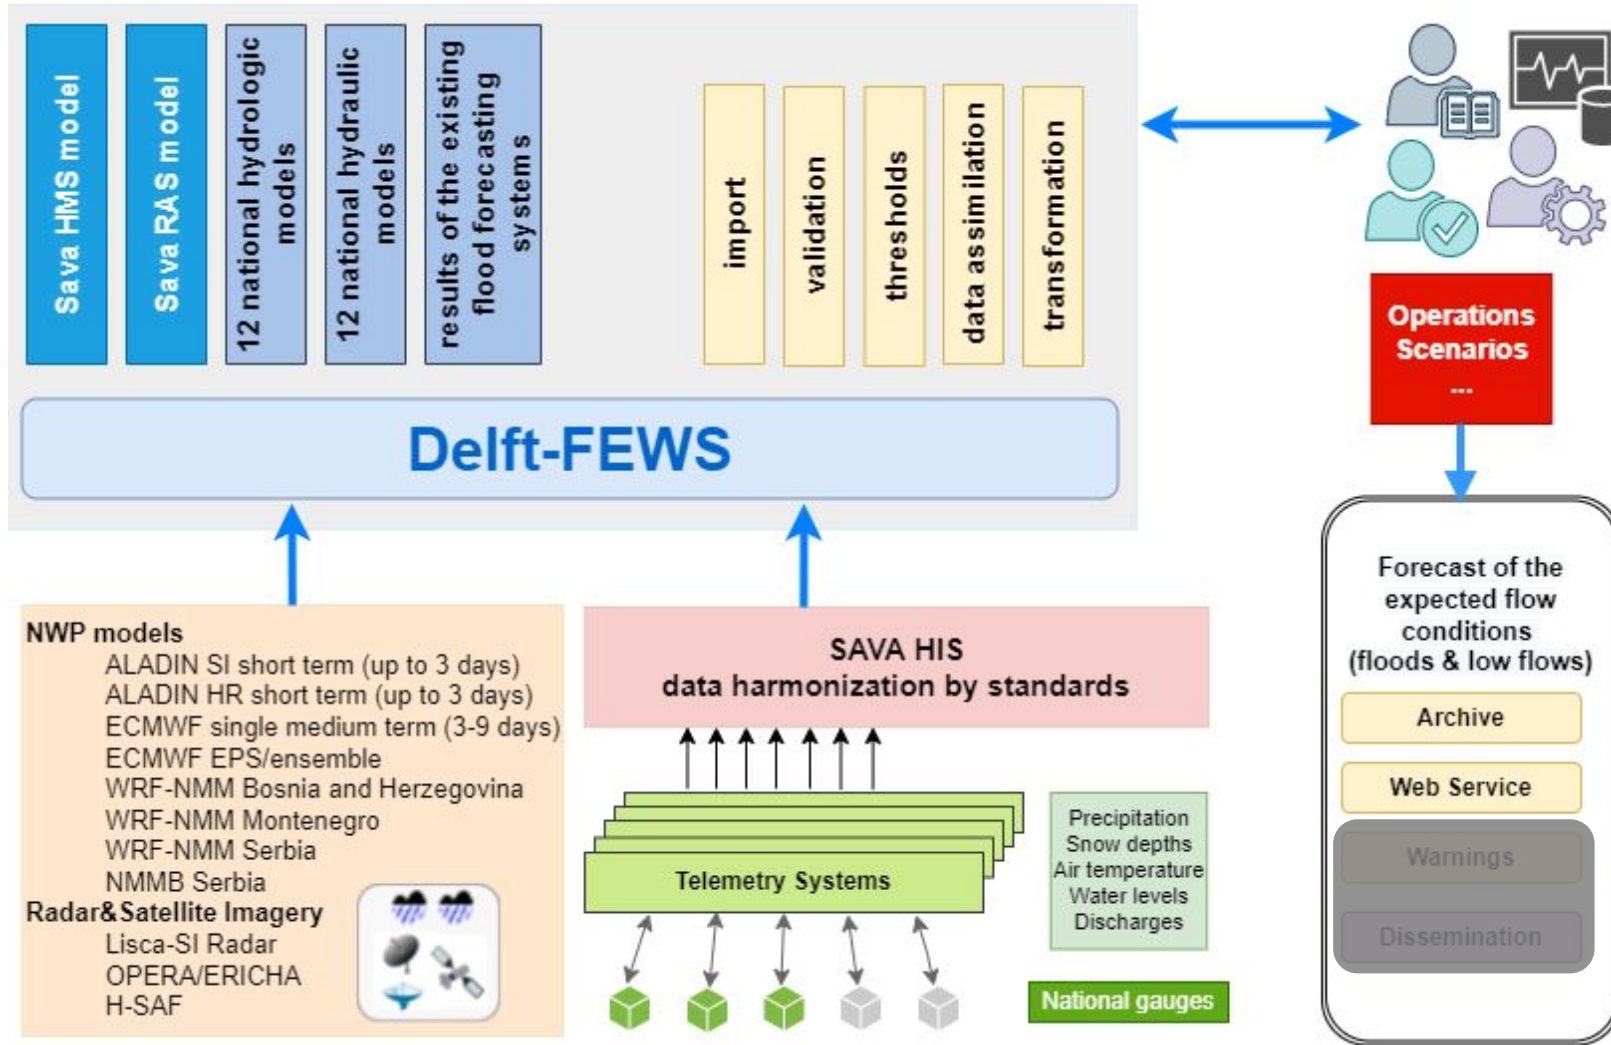 Sava HMS model
Sava RAS model
12 national hydrologic
models
12 national hydraulic
models
results of the existing
flood forecasting
systems
import
validation
thresholds
data assimilation
transformation
Delft-FEWS
Operations
Scenarios
...
NWP models
ALADIN SI short term (up to 3 days)
ALADIN HR short term (up to 3 days)
ECMWF single medium term (3-9 days)
ECMWF EPS/ensemble
WRF-NMM Bosnia and Herzegovina
WRF-NMM Montenegro
WRF-NMM Serbia
NMMB Serbia
Radar&Satellite Imagery
Lisca-SI Radar
OPERA/ERICHA
H-SAF
SAVA HIS
data harmonization by standards
Telemetry Systems
Precipitation
Snow depths
Air temperature
Water levels
Discharges
National gauges
Forecast of the
expected flow
conditions
(floods & low flows)
Archive
Web Service
Warnings
Dissemination